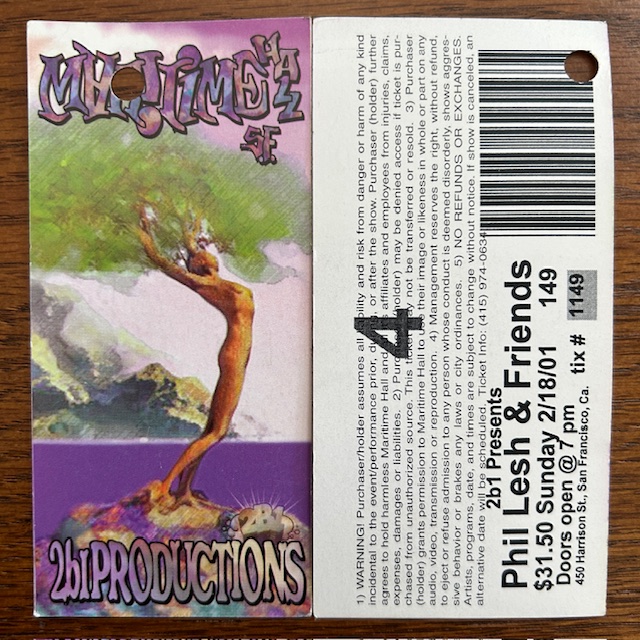 MARITIME
HALL
S.F.
2B1
2b1PRODUCTIONS
1) WARNING! Purchaser/holder assumes all bility and risk from danger or harm of any kind
incidental to the event/performance prior, du , or after the show. Purchaser (holder) further
agrees to hold harmless Maritime Hall and s affiliates and employees from injuries, claims,
expenses, damages or liabilities. 2) Purc holder) may be denied access if ticket is pur-
chased from unauthorized source. This ticket may not be transferred or resold. 3) Purchaser
(holder) grants permission to Maritime Hall to use their image or likeness in whole or part on any
audio, video, transmission or reproduction. 4) Management reserves the right, without refund,
to eject or refuse admission to any person whose conduct is deemed disorderly, shows aggres-
sive behavior or brakes any laws or city ordinances. 5) NO REFUNDS OR EXCHANGES.
Artists, programs, date, and times are subject to change without notice. If show is canceled, an
alternative date will be scheduled. Ticket Info: (415) 974-0634
4
2b1 Presents
Phil Lesh & Friends
$31.50 Sunday 2/18/01 149
Doors open @ 7 pm tix # 1149
450 Harrison St., San Francisco, Ca.